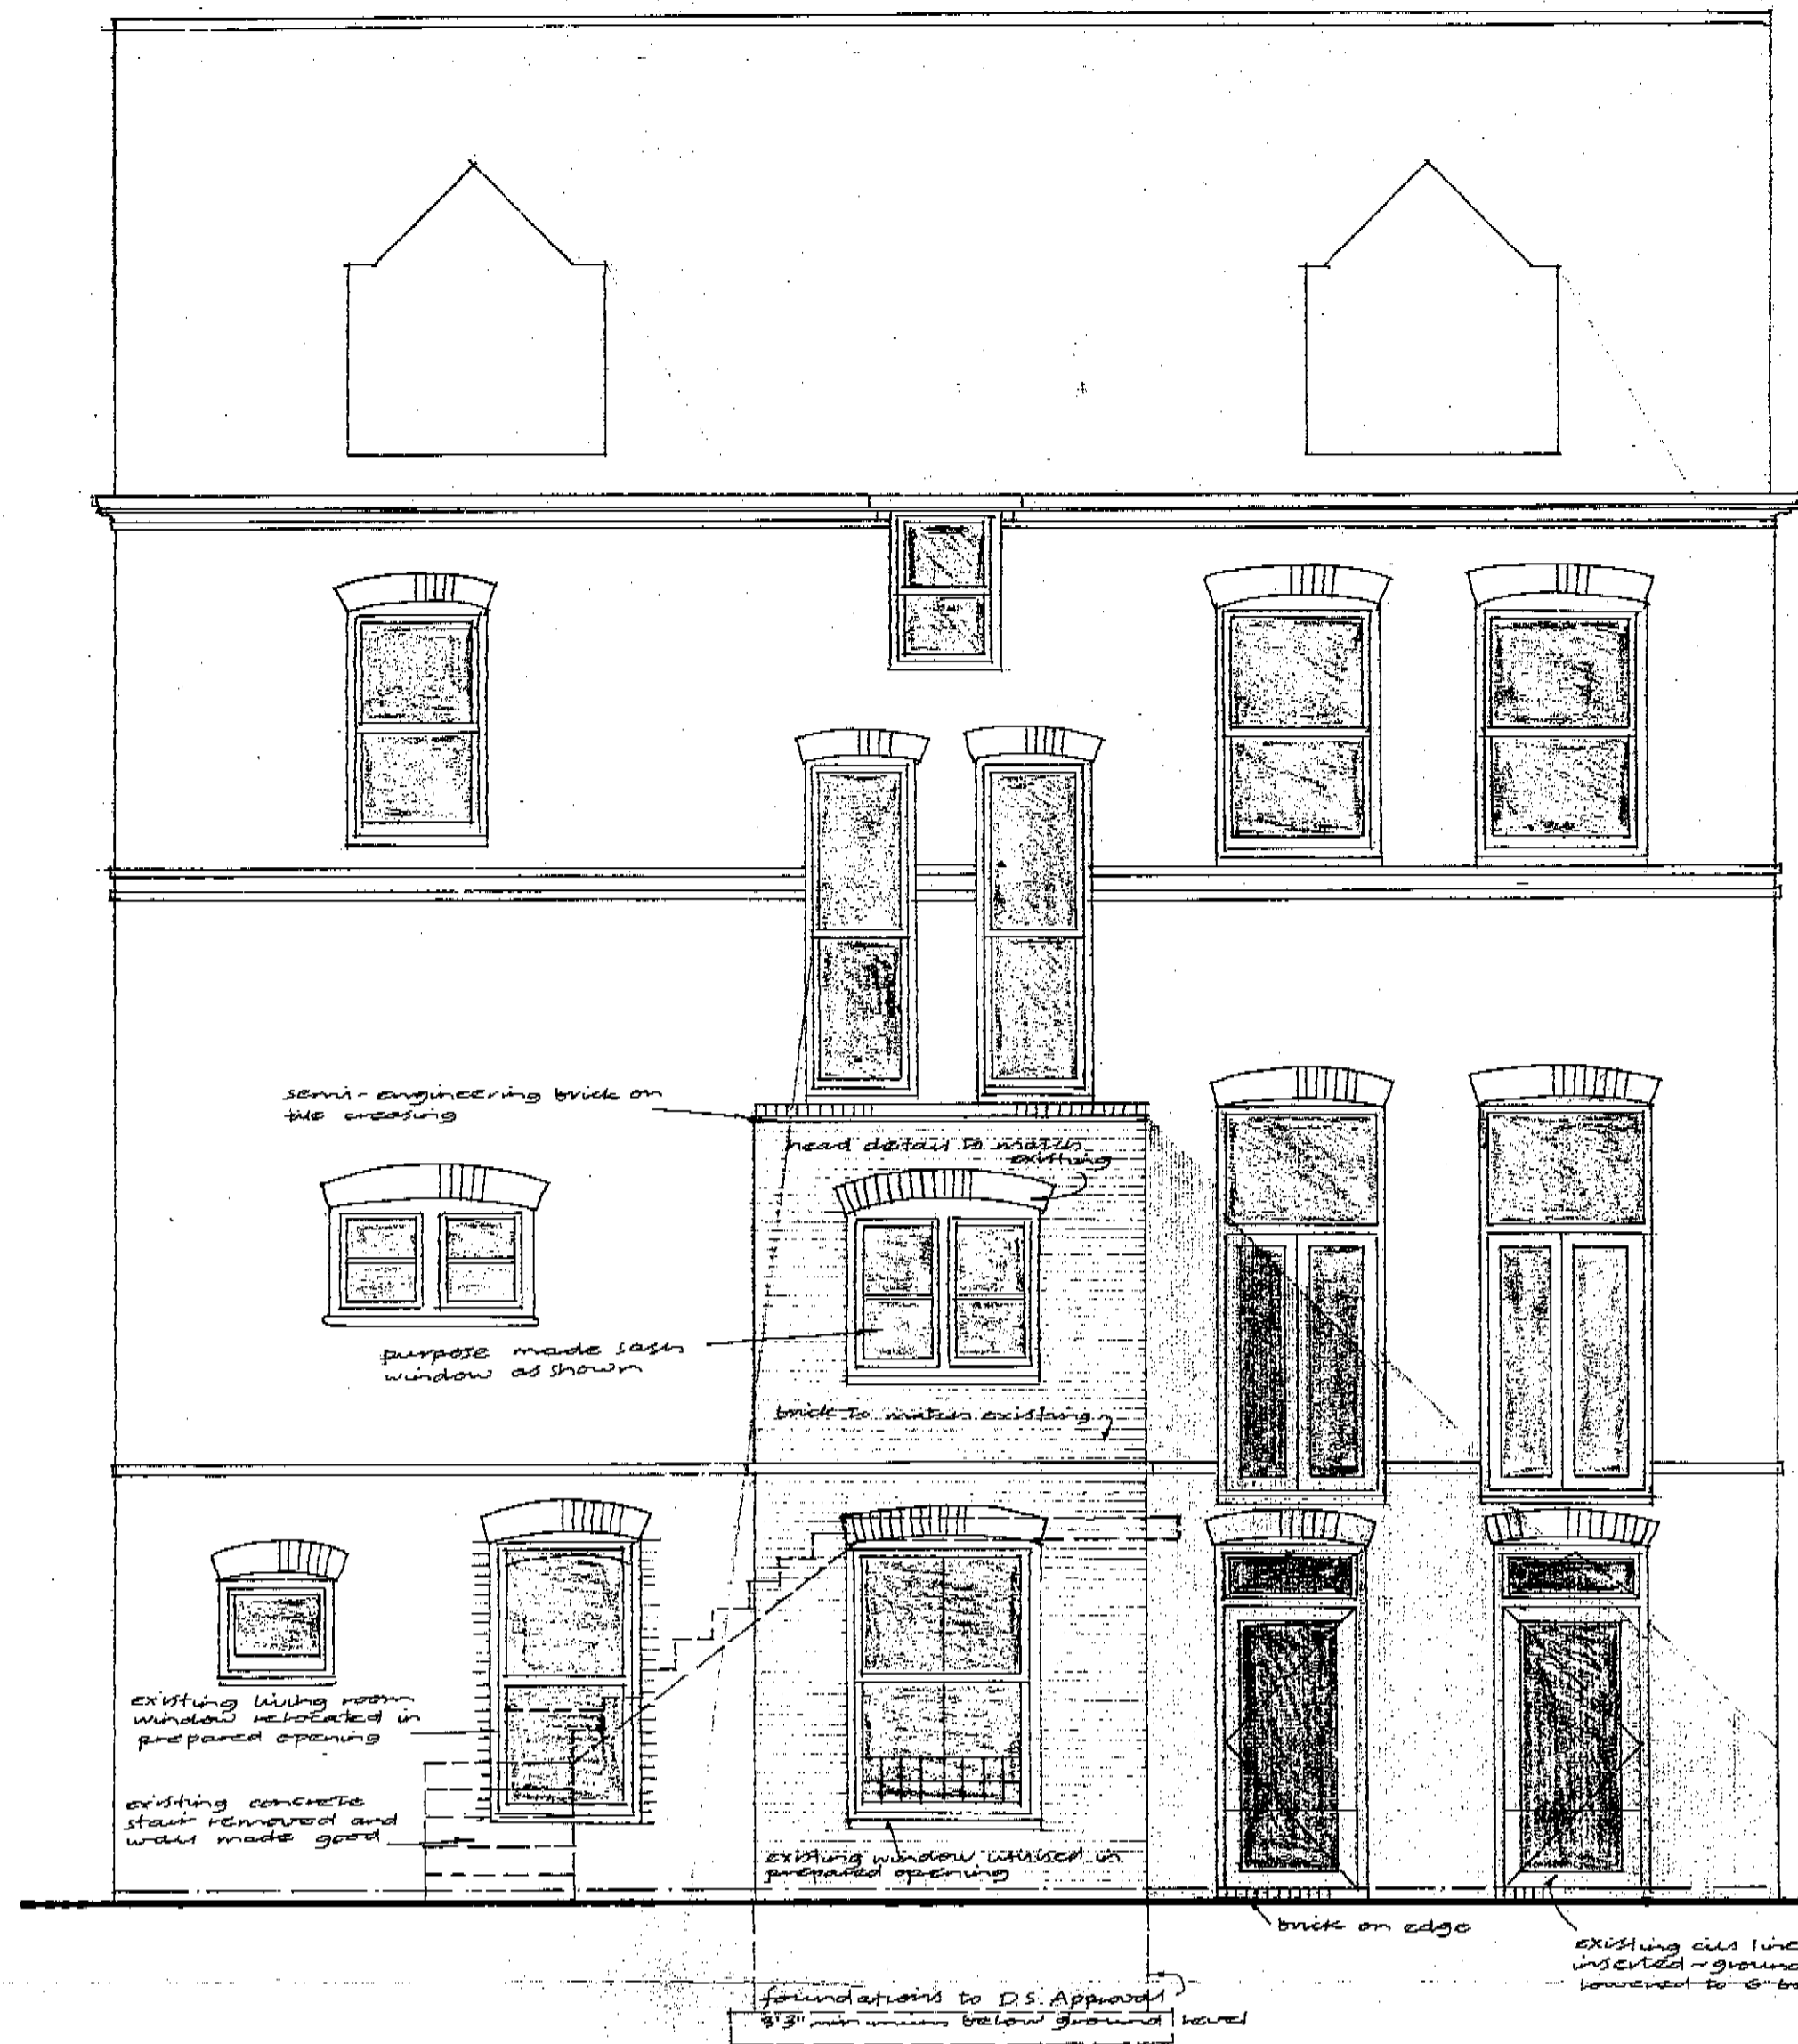 semi-engineering brick on
tile creasing
head detail to match
existing
purpose made sash
window as shown
brick to match existing
existing living room
window relocated in
prepared opening
existing concrete
stair removed and
wall made good
existing window utilised in
prepared opening
brick on edge
existing
inserted - ground
lowered to 6"
foundations to D.S. Approval
3'3" minimum below ground level